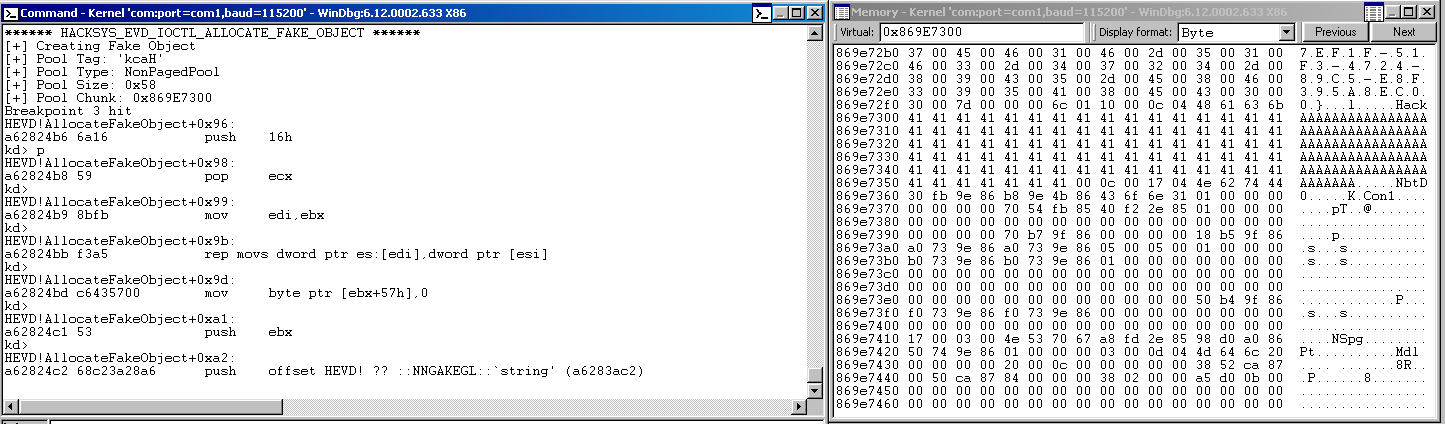 Command - Kernel 'com:port=com1,baud=115200' - WinDbg:6.12.0002.633 X86
****** HACKSYS_EVD_IOCTL_ALLOCATE_FAKE_OBJECT ******
[+] Creating Fake Object
[+] Pool Tag: 'kcaH'
[+] Pool Type: NonPagedPool
[+] Pool Size: 0x58
[+] Pool Chunk: 0x869E7300
Breakpoint 3 hit
HEVD!AllocateFakeObject+0x96:
a62824b6 6a16 push 16h
kd> p
HEVD!AllocateFakeObject+0x98:
a62824b8 59 pop ecx
kd>
HEVD!AllocateFakeObject+0x99:
a62824b9 8bfb mov edi,ebx
kd>
HEVD!AllocateFakeObject+0x9b:
a62824bb f3a5 rep movs dword ptr es:[edi],dword ptr [esi]
kd>
HEVD!AllocateFakeObject+0x9d:
a62824bd c6435700 mov byte ptr [ebx+57h],0
kd>
HEVD!AllocateFakeObject+0xa1:
a62824c1 53 push ebx
kd>
HEVD!AllocateFakeObject+0xa2:
a62824c2 68c23a28a6 push offset HEVD! ?? ::NNGAKEGL::`string' (a6283ac2)
Memory - Kernel 'com:port=com1,baud=115200' - WinDbg:6.12.0002.633 X86
Virtual: 0x869E7300 Display format: Byte Previous Next
869e72b0 37 00 45 00 46 00 31 00 46 00 2d 00 35 00 31 00 7.E.F.1.F.-.5.1.
869e72c0 46 00 33 00 2d 00 34 00 37 00 32 00 34 00 2d 00 F.3.-.4.7.2.4.-.
869e72d0 38 00 39 00 43 00 35 00 2d 00 45 00 38 00 46 00 8.9.C.5.-.E.8.F.
869e72e0 33 00 39 00 35 00 41 00 38 00 45 00 43 00 30 00 3.9.5.A.8.E.C.0.
869e72f0 30 00 7d 00 00 00 6c 01 10 00 0c 04 48 61 63 6b 0.}...l.....Hack
869e7300 41 41 41 41 41 41 41 41 41 41 41 41 41 41 41 41 AAAAAAAAAAAAAAAA
869e7310 41 41 41 41 41 41 41 41 41 41 41 41 41 41 41 41 AAAAAAAAAAAAAAAA
869e7320 41 41 41 41 41 41 41 41 41 41 41 41 41 41 41 41 AAAAAAAAAAAAAAAA
869e7330 41 41 41 41 41 41 41 41 41 41 41 41 41 41 41 41 AAAAAAAAAAAAAAAA
869e7340 41 41 41 41 41 41 41 41 41 41 41 41 41 41 41 41 AAAAAAAAAAAAAAAA
869e7350 41 41 41 41 41 41 41 00 0c 00 17 04 4e 62 74 44 AAAAAAA.....NbtD
869e7360 30 fb 9e 86 b8 9e 4b 86 43 6f 6e 31 01 00 00 00 0.....K.Con1....
869e7370 00 00 00 00 70 54 fb 85 40 f2 2e 85 01 00 00 00 ....pT..@.......
869e7380 00 00 00 00 00 00 00 00 00 00 00 00 00 00 00 00 ................
869e7390 00 00 00 00 70 b7 9f 86 00 00 00 00 18 b5 9f 86 ....p...........
869e73a0 a0 73 9e 86 a0 73 9e 86 05 00 05 00 01 00 00 00 .s...s..........
869e73b0 b0 73 9e 86 b0 73 9e 86 01 00 00 00 00 00 00 00 .s...s..........
869e73c0 00 00 00 00 00 00 00 00 00 00 00 00 00 00 00 00 ................
869e73d0 00 00 00 00 00 00 00 00 00 00 00 00 00 00 00 00 ................
869e73e0 00 00 00 00 00 00 00 00 00 00 00 00 50 b4 9f 86 ............P...
869e73f0 f0 73 9e 86 f0 73 9e 86 00 00 00 00 00 00 00 00 .s...s..........
869e7400 00 00 00 00 00 00 00 00 00 00 00 00 00 00 00 00 ................
869e7410 17 00 03 00 4e 53 70 67 a8 fd 2e 85 98 d0 a0 86 ....NSpg........
869e7420 50 74 9e 86 01 00 00 00 03 00 0d 04 4d 64 6c 20 Pt..........Mdl
869e7430 00 00 00 00 20 00 0c 00 00 00 00 00 38 52 ca 87 .... .......8R..
869e7440 00 50 ca 87 84 00 00 00 38 02 00 00 a5 d0 0b 00 .P......8.......
869e7450 00 00 00 00 00 00 00 00 00 00 00 00 00 00 00 00 ................
869e7460 00 00 00 00 00 00 00 00 00 00 00 00 00 00 00 00 ................